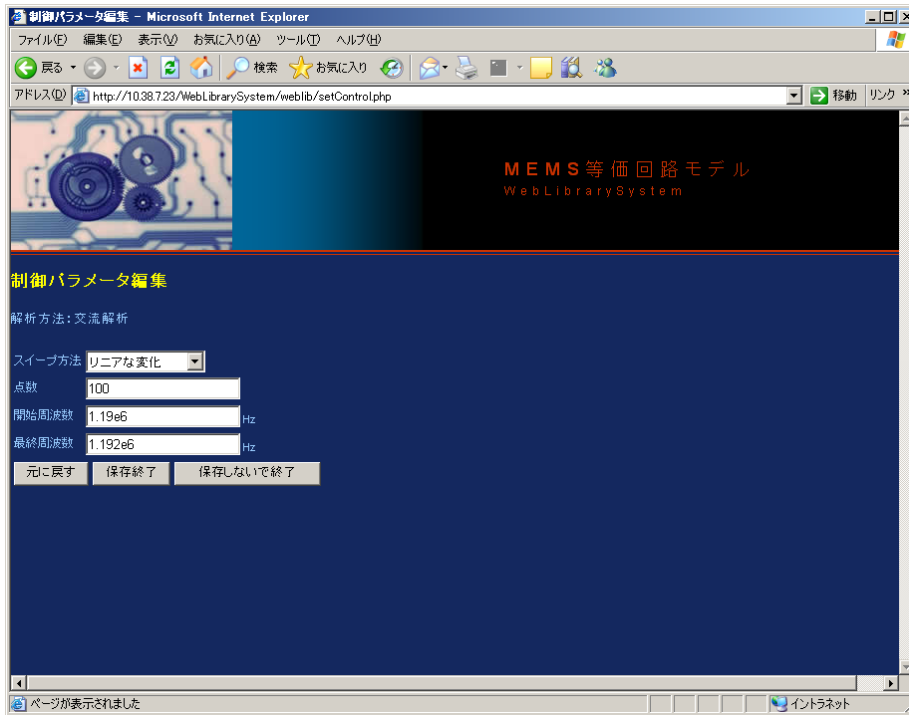 制御パラメータ編集 - Microsoft Internet Explorer
ファイル(F) 編集(E) 表示(V) お気に入り(A) ツール(T) ヘルプ(H)
戻る 検索 お気に入り
アドレス(D) http://10.38.7.23/WebLibrarySystem/weblib/setControl.php 移動 リンク »
MEMS等価回路モデル
WebLibrarySystem
制御パラメータ編集
解析方法:交流解析
スイープ方法 リニアな変化
点数 100
開始周波数 1.19e6 Hz
最終周波数 1.192e6 Hz
元に戻す 保存終了 保存しないで終了
ページが表示されました イントラネット